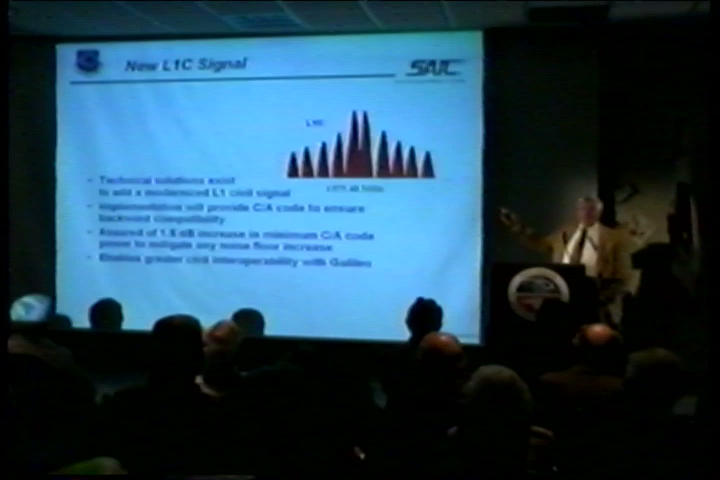 New L1C Signal
SAIC
L1C
- Technical solutions exist
to add a modernized L1 civil signal
- Implementation will provide C/A code to ensure
backward compatibility
- Assured of 1.5 dB increase in minimum C/A code
power to mitigate any noise floor increase
- Enables greater civil interoperability with Galileo